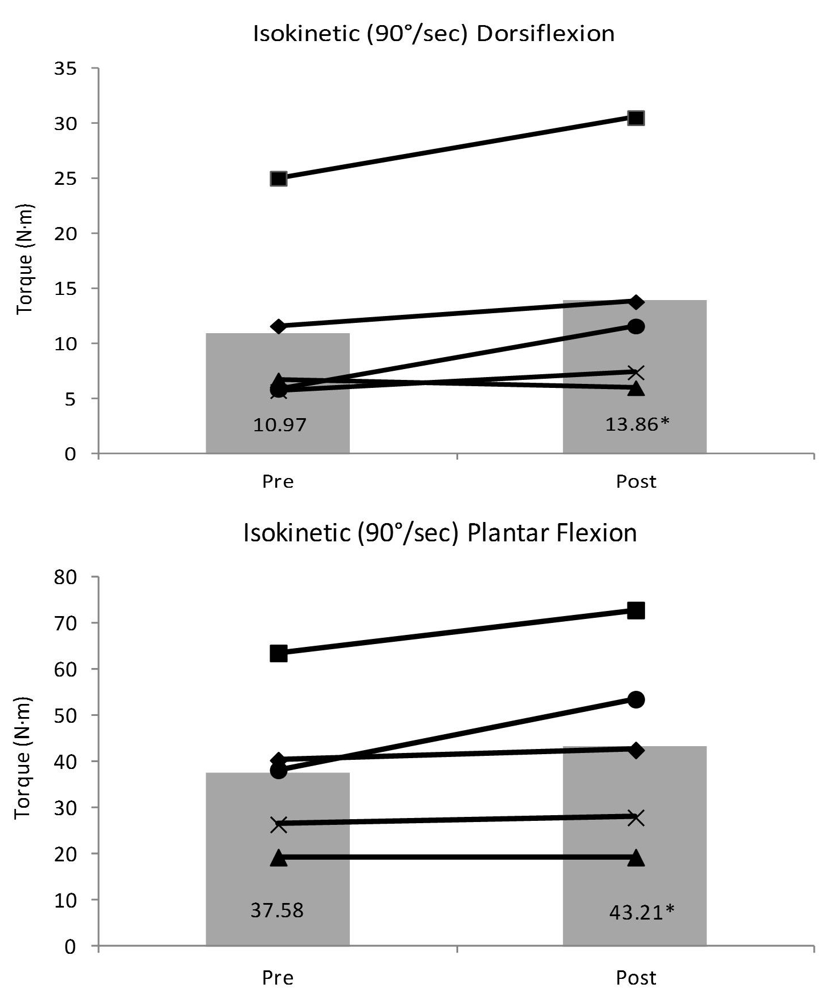 Isokinetic (90°/sec) Dorsiflexion
35
30
25
20
15
10
5
0
Torque (N·m)
10.97
13.86*
Pre
Post
Isokinetic (90°/sec) Plantar Flexion
80
70
60
50
40
30
20
10
0
Torque (N·m)
37.58
43.21*
Pre
Post